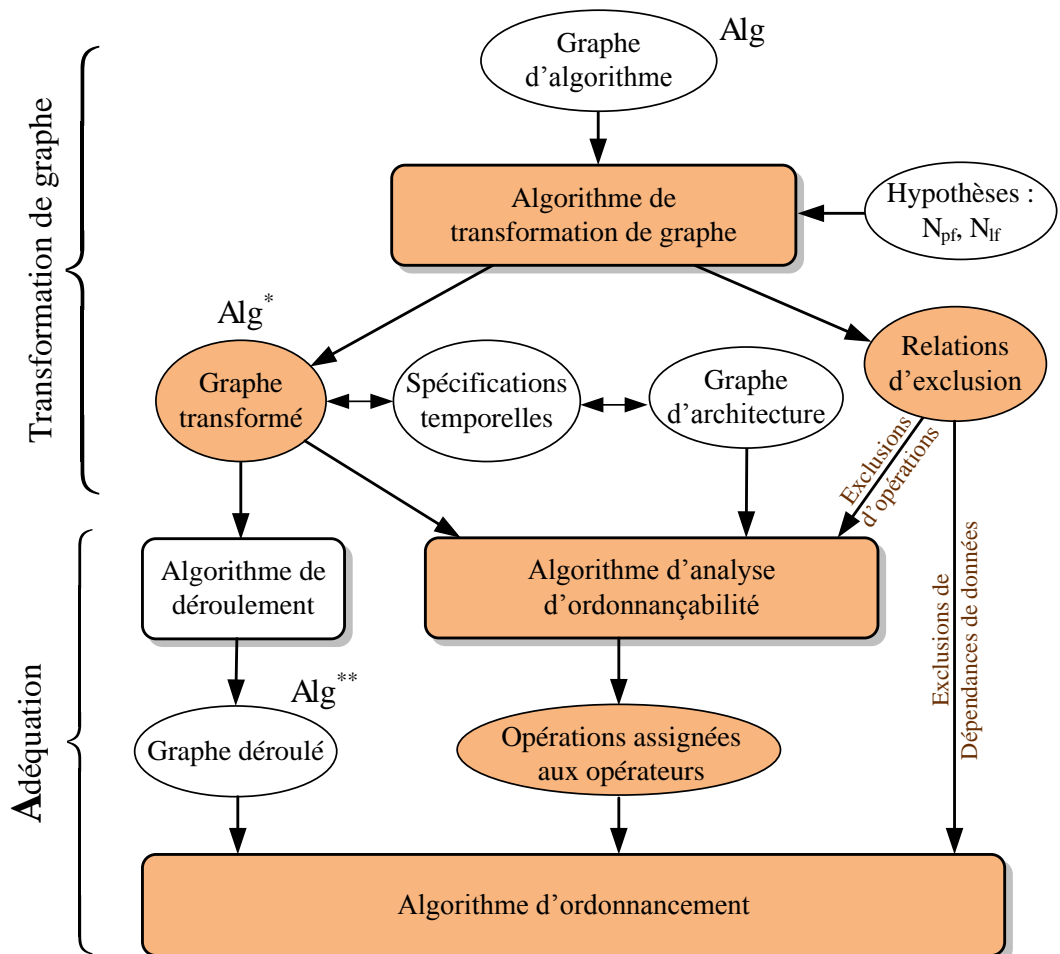 Alg
Graphe
d’algorithme
Transformation de graphe
Algorithme de
transformation de graphe
Hypothèses :
Npf, Nlf
Alg*
Graphe
transformé
Spécifications
temporelles
Graphe
d’architecture
Relations
d’exclusion
Exclusions
d’opérations
Exclusions de
Dépendances de données
Adéquation
Algorithme de
déroulement
Algorithme d’analyse
d’ordonnançabilité
Alg**
Graphe déroulé
Opérations assignées
aux opérateurs
Algorithme d’ordonnancement